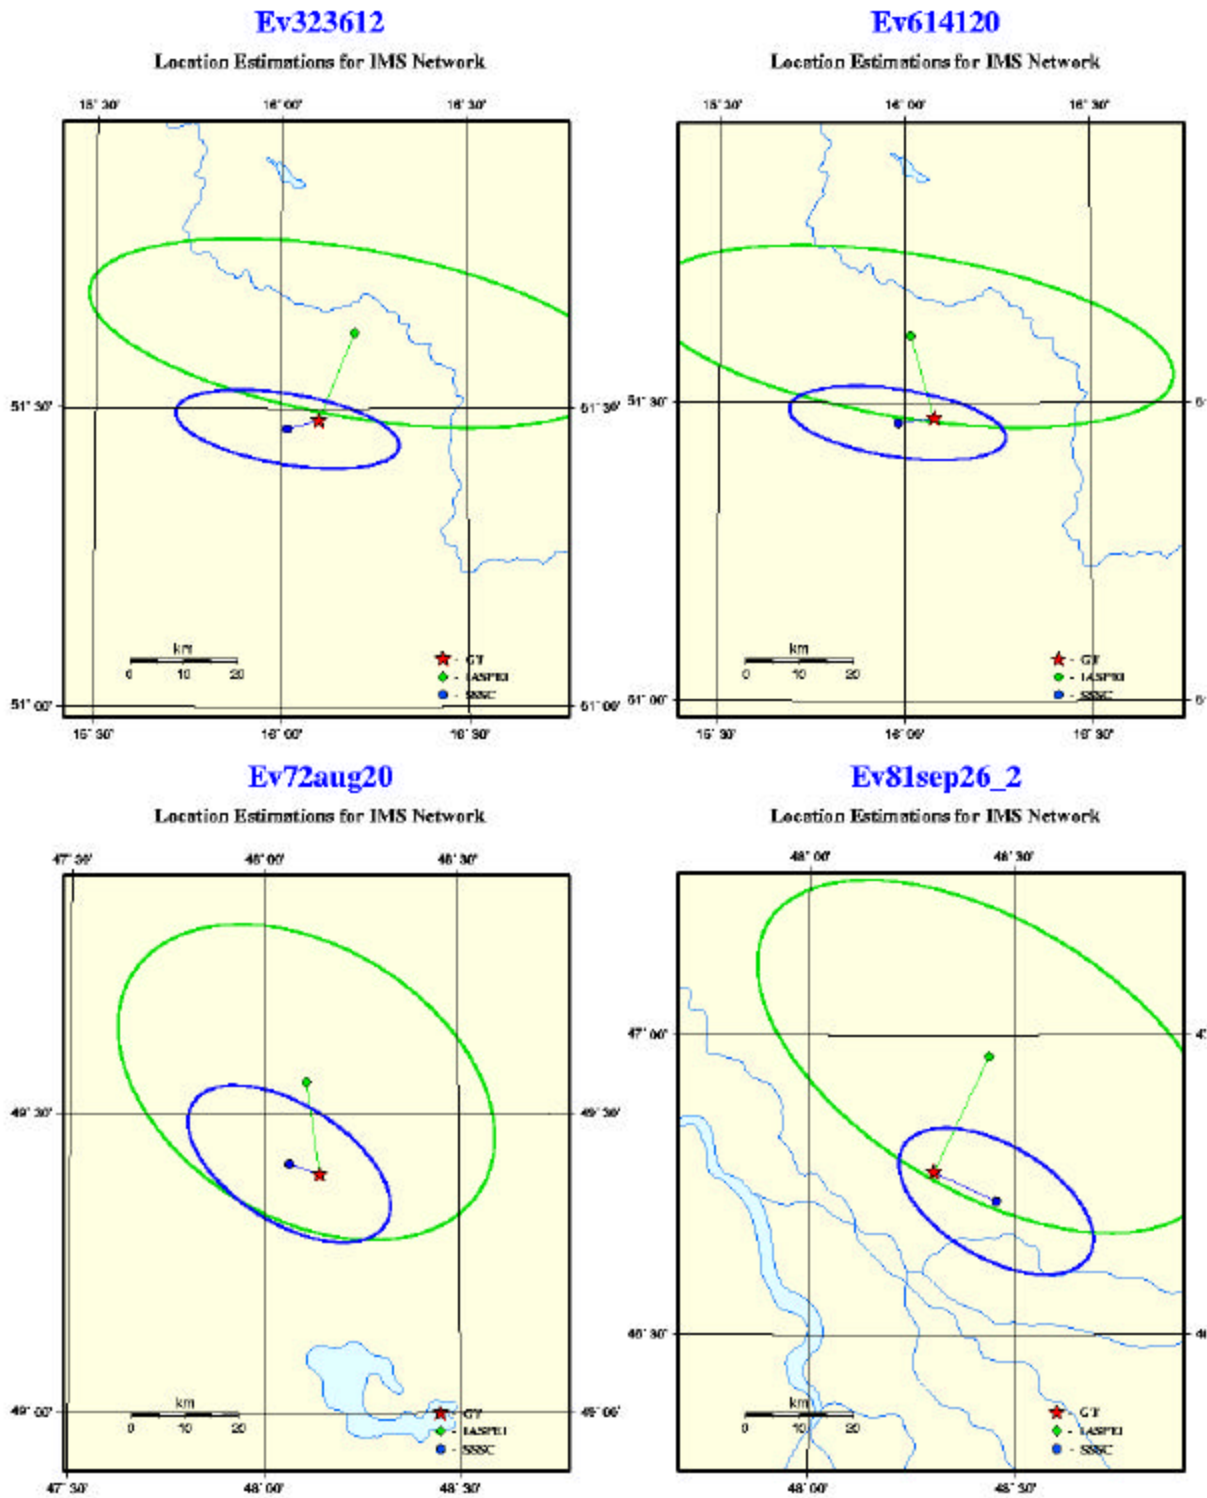 Ev323612
Location Estimations for IMS Network
15° 30' 16° 00' 16° 30'
51° 30' 51° 30'
km
0 10 20
- GT
- IASPEI
- SSSC
51° 00' 51° 00'
15° 30' 16° 00' 16° 30'
Ev614120
Location Estimations for IMS Network
15° 30' 16° 00' 16° 30'
km
0 10 20
- GT
- IASPEI
- SSSC
15° 30' 16° 00' 16° 30'
Ev72aug20
Location Estimations for IMS Network
47° 30' 48° 00' 48° 30'
49° 30' 49° 30'
km
0 10 20
- GT
- IASPEI
- SSSC
49° 00' 49° 00'
47° 30' 48° 00' 48° 30'
Ev81sep26_2
Location Estimations for IMS Network
48° 00' 48° 30'
47° 00'
46° 30'
km
0 10 20
- GT
- IASPEI
- SSSC
48° 00' 48° 30'